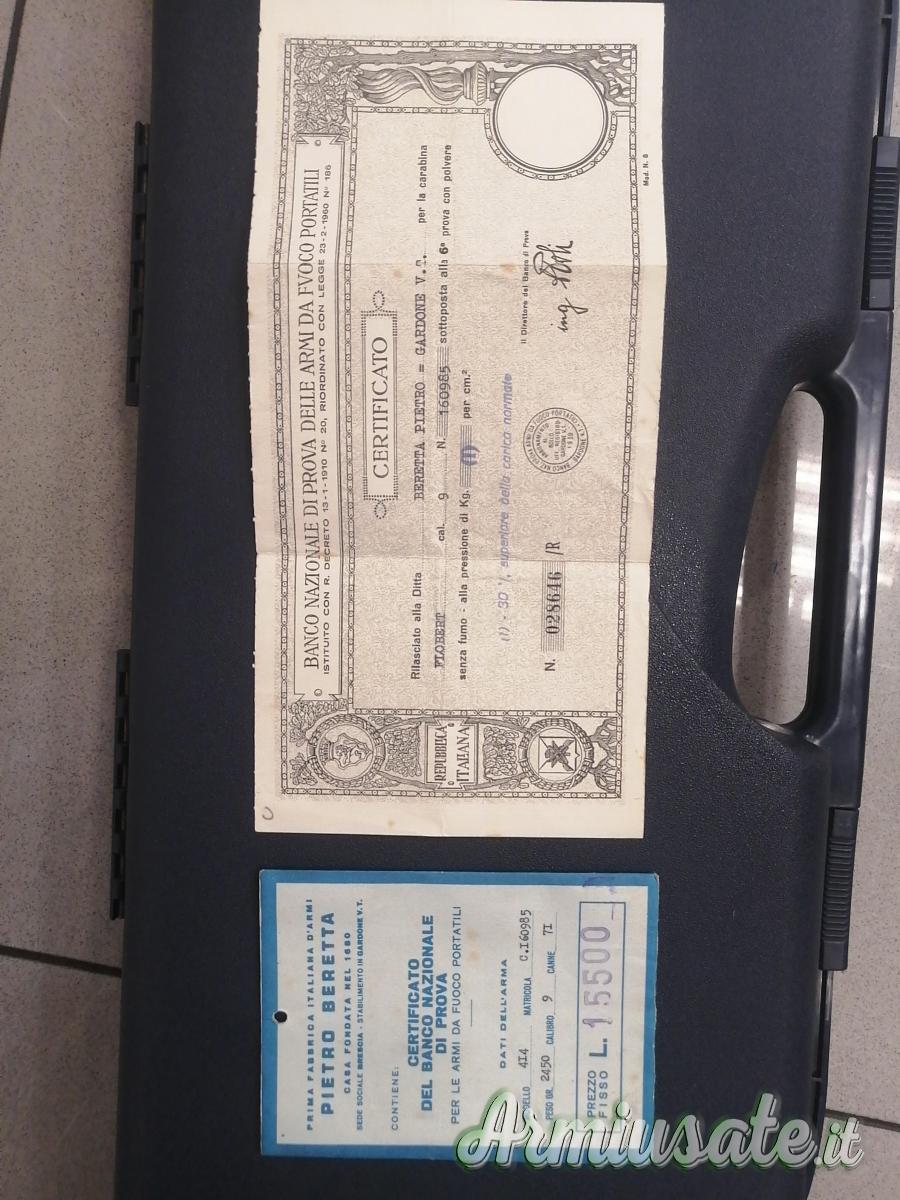 BANCO NAZIONALE DI PROVA DELLE ARMI DA FVOCO PORTATILI
ISTITUITO CON R. DECRETO 13-1-1910 N° 20, RIORDINATO CON LEGGE 23-2-1960 N° 186
CERTIFICATO
Rilasciato alla Ditta BERETTA PIETRO = GARDONE V. per la carabina
FLOBERT cal. 9 N. 160985 sottoposta alla 6ª prova con polvere
senza fumo - alla pressione di Kg. (1) per cm.²
(1) - 30 % superiore della carica normale
Il Direttore del Banco di Prova
ing
N. 028646 /R
Mod. N. 8
REPUBBLICA
ITALIANA
PRIMA FABBRICA ITALIANA D'ARMI
PIETRO BERETTA
CASA FONDATA NEL 1680
SEDE SOCIALE BRESCIA - STABILIMENTO IN GARDONE V. T.
CONTIENE:
CERTIFICATO
DEL BANCO NAZIONALE
DI PROVA
PER LE ARMI DA FUOCO PORTATILI
DATI DELL'ARMA
414 MATRICOLA C.I60985
PESO GR. 2450 CALIBRO 9 CANNE 7I
PREZZO
FISSO L. 15500
Armiusate.it